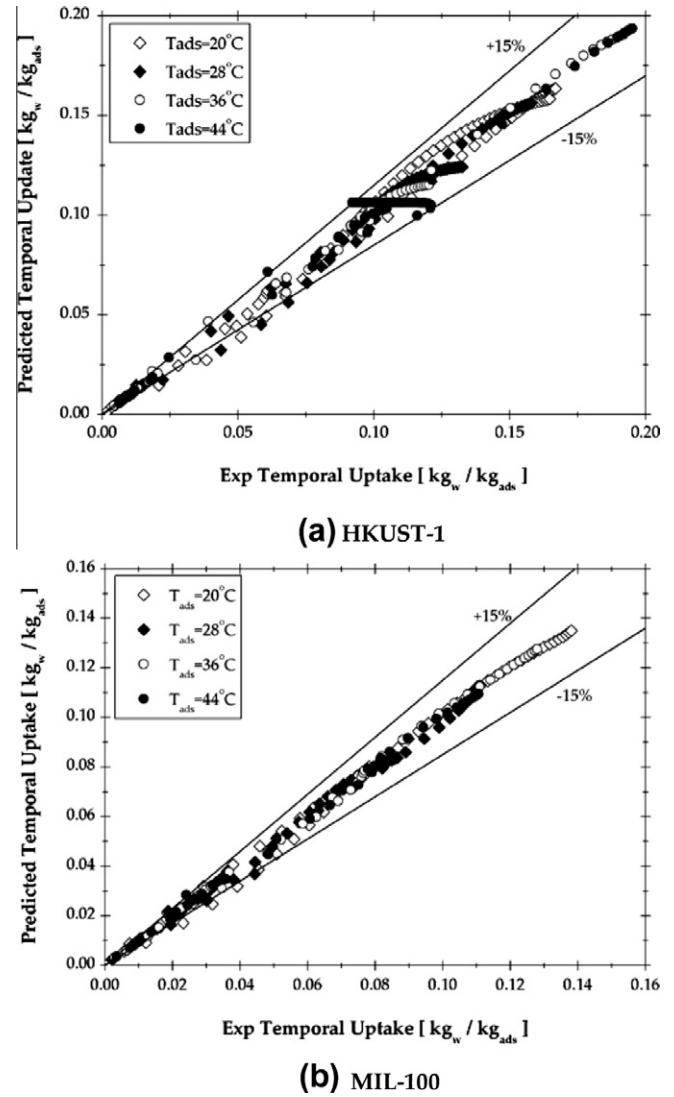 +15%
-15%
Tads=20°C
Tads=28°C
Tads=36°C
Tads=44°C
0.20
0.15
0.10
0.05
0.00
Predicted Temporal Update [ kgw / kgads ]
0.00 0.05 0.10 0.15 0.20
Exp Temporal Uptake [ kgw / kgads ]
(a) HKUST-1
+15%
-15%
Tads=20°C
Tads=28°C
Tads=36°C
Tads=44°C
0.16
0.14
0.12
0.10
0.08
0.06
0.04
0.02
0.00
Predicted Temporal Uptake [ kgw / kgads ]
0.00 0.02 0.04 0.06 0.08 0.10 0.12 0.14 0.16
Exp Temporal Uptake [ kgw / kgads ]
(b) MIL-100